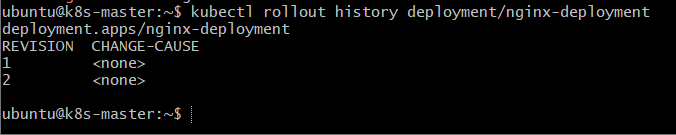 ubuntu@k8s-master:~$ kubectl rollout history deployment/nginx-deployment
deployment.apps/nginx-deployment
REVISION  CHANGE-CAUSE
1         <none>
2         <none>

ubuntu@k8s-master:~$